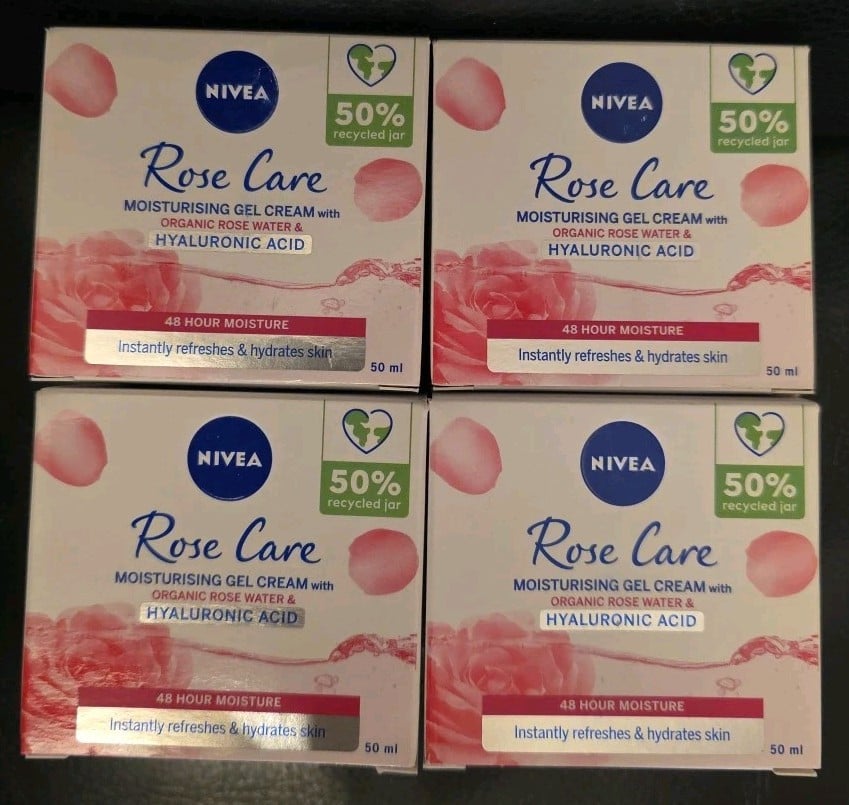 NIVEA
50%
recycled jar
Rose Care
MOISTURISING GEL CREAM with
ORGANIC ROSE WATER &
HYALURONIC ACID
48 HOUR MOISTURE
Instantly refreshes & hydrates skin
50 ml
NIVEA
50%
recycled jar
Rose Care
MOISTURISING GEL CREAM with
ORGANIC ROSE WATER &
HYALURONIC ACID
48 HOUR MOISTURE
Instantly refreshes & hydrates skin
50 ml
NIVEA
50%
recycled jar
Rose Care
MOISTURISING GEL CREAM with
ORGANIC ROSE WATER &
HYALURONIC ACID
48 HOUR MOISTURE
Instantly refreshes & hydrates skin
50 ml
NIVEA
50%
recycled jar
Rose Care
MOISTURISING GEL CREAM with
ORGANIC ROSE WATER &
HYALURONIC ACID
48 HOUR MOISTURE
Instantly refreshes & hydrates skin
50 ml